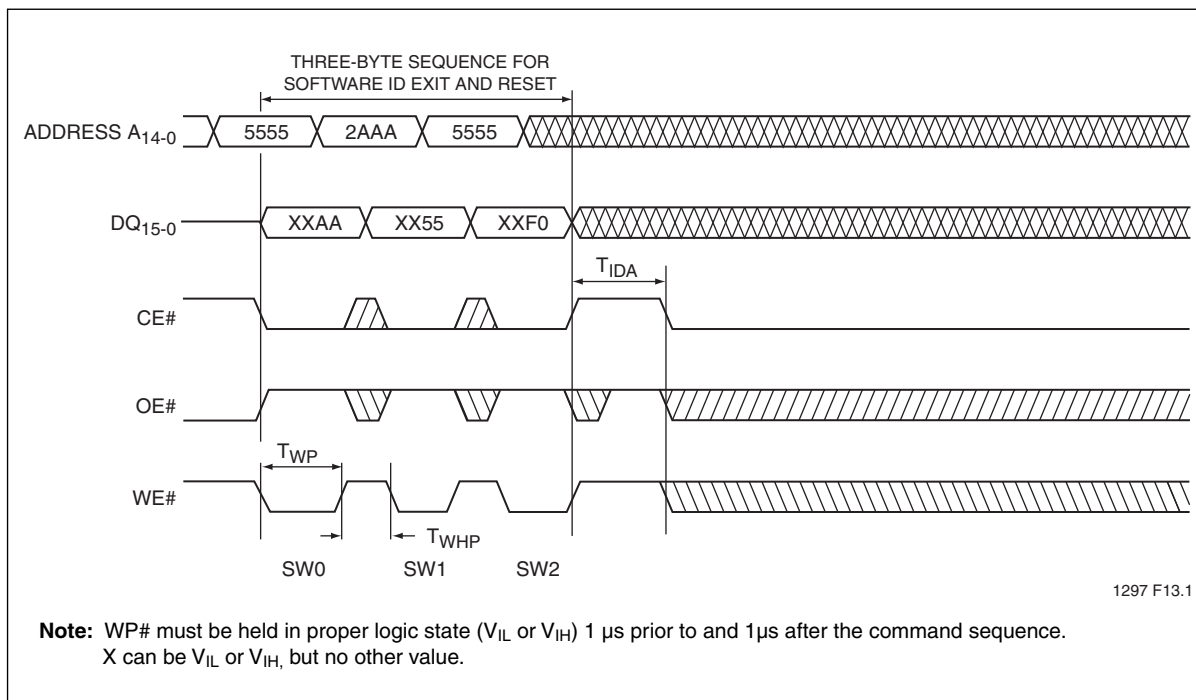 THREE-BYTE SEQUENCE FOR
SOFTWARE ID EXIT AND RESET
ADDRESS A14-0
5555 2AAA 5555
DQ15-0
XXAA XX55 XXF0
TIDA
CE#
OE#
TWP
WE#
TWHP
SW0 SW1 SW2
1297 F13.1
Note: WP# must be held in proper logic state (VIL or VIH) 1 µs prior to and 1µs after the command sequence.
X can be VIL or VIH, but no other value.